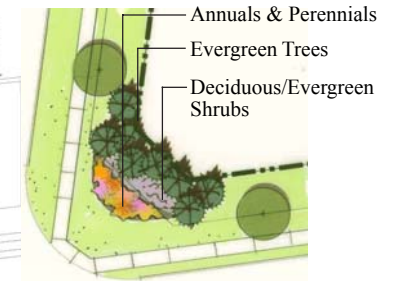 Annuals & Perennials
Evergreen Trees
Deciduous/Evergreen
Shrubs